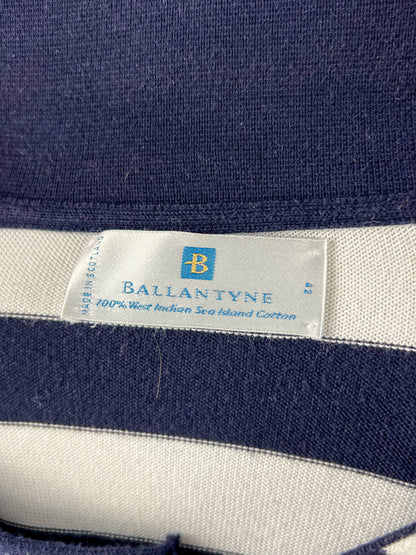 B
BALLANTYNE
100% West Indian Sea Island Cotton
MADE IN SCOTLAND
42